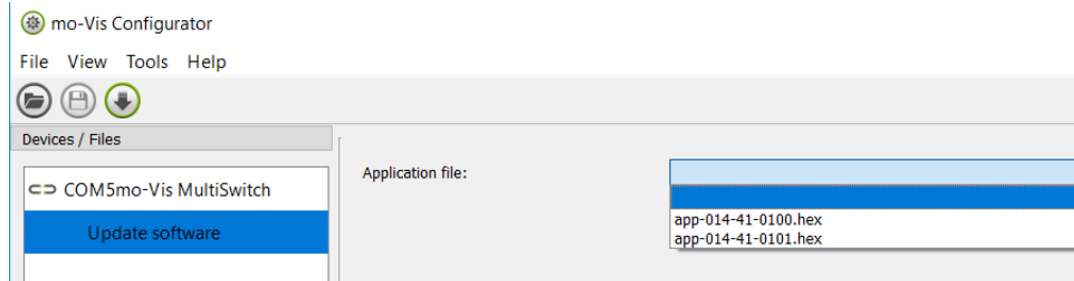 mo-Vis Configurator
File View Tools Help
Devices / Files
COM5mo-Vis MultiSwitch
Update software
Application file:
app-014-41-0100.hex
app-014-41-0101.hex